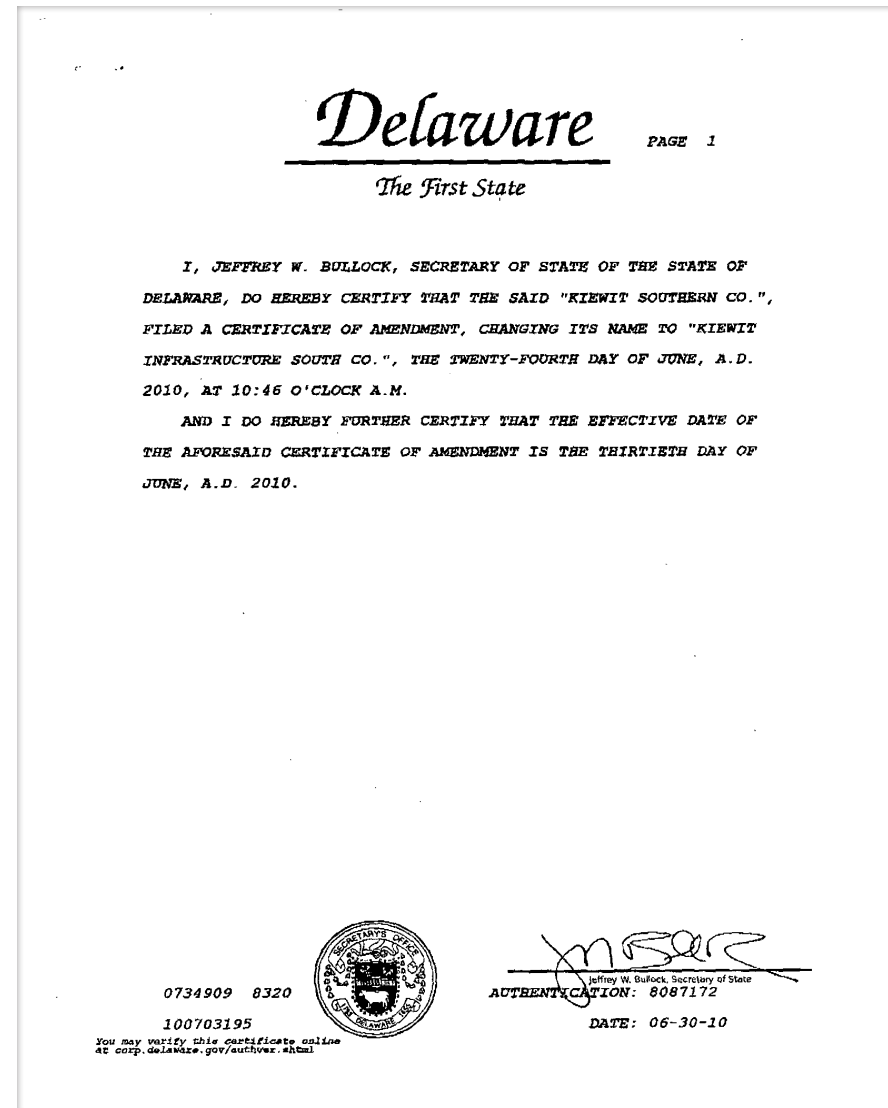 Delaware
PAGE 1
The First State
I, JEFFREY W. BULLOCK, SECRETARY OF STATE OF THE STATE OF
DELAWARE, DO HEREBY CERTIFY THAT THE SAID "KIEWIT SOUTHERN CO.",
FILED A CERTIFICATE OF AMENDMENT, CHANGING ITS NAME TO "KIEWIT
INFRASTRUCTURE SOUTH CO.", THE TWENTY-FOURTH DAY OF JUNE, A.D.
2010, AT 10:46 O'CLOCK A.M.
AND I DO HEREBY FURTHER CERTIFY THAT THE EFFECTIVE DATE OF
THE AFORESAID CERTIFICATE OF AMENDMENT IS THE THIRTIETH DAY OF
JUNE, A.D. 2010.
SECRETARY'S OFFICE
DELAWARE
Jeffrey W. Bullock, Secretary of State
0734909 8320
AUTHENTICATION: 8087172
100703195
DATE: 06-30-10
You may verify this certificate online
at corp.delaware.gov/authver.shtml